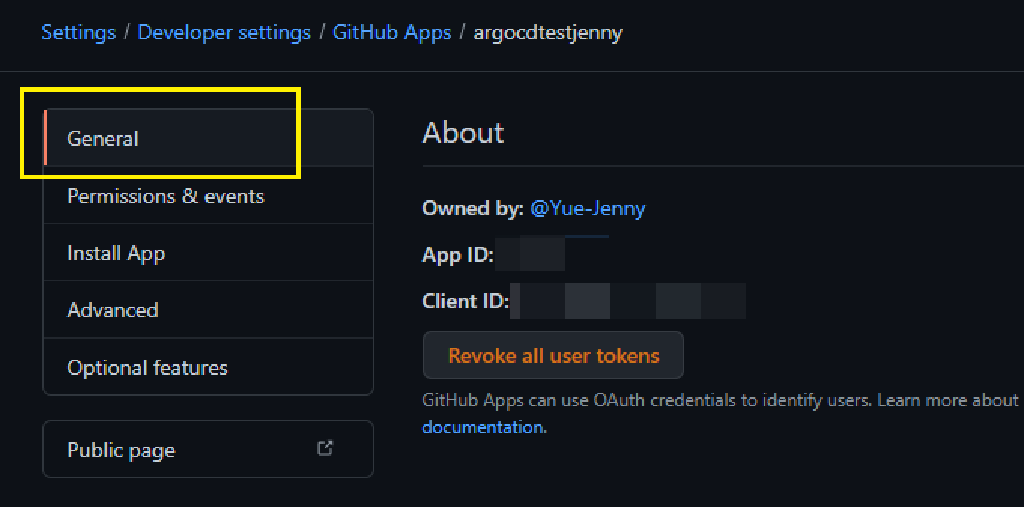 Settings / Developer settings / GitHub Apps / argocdtestjenny
General
Permissions & events
Install App
Advanced
Optional features
Public page
About
Owned by: @Yue-Jenny
App ID:
Client ID:
Revoke all user tokens
GitHub Apps can use OAuth credentials to identify users. Learn more about
documentation.